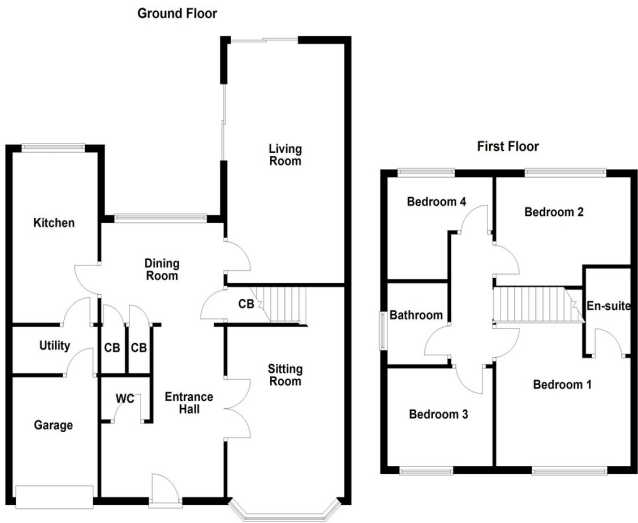 Ground Floor
Living
Room
Kitchen
Dining
Room
CB
Utility
CB
CB
Sitting
Room
WC
Entrance
Hall
Garage
First Floor
Bedroom 4
Bedroom 2
En-suite
Bathroom
Bedroom 1
Bedroom 3